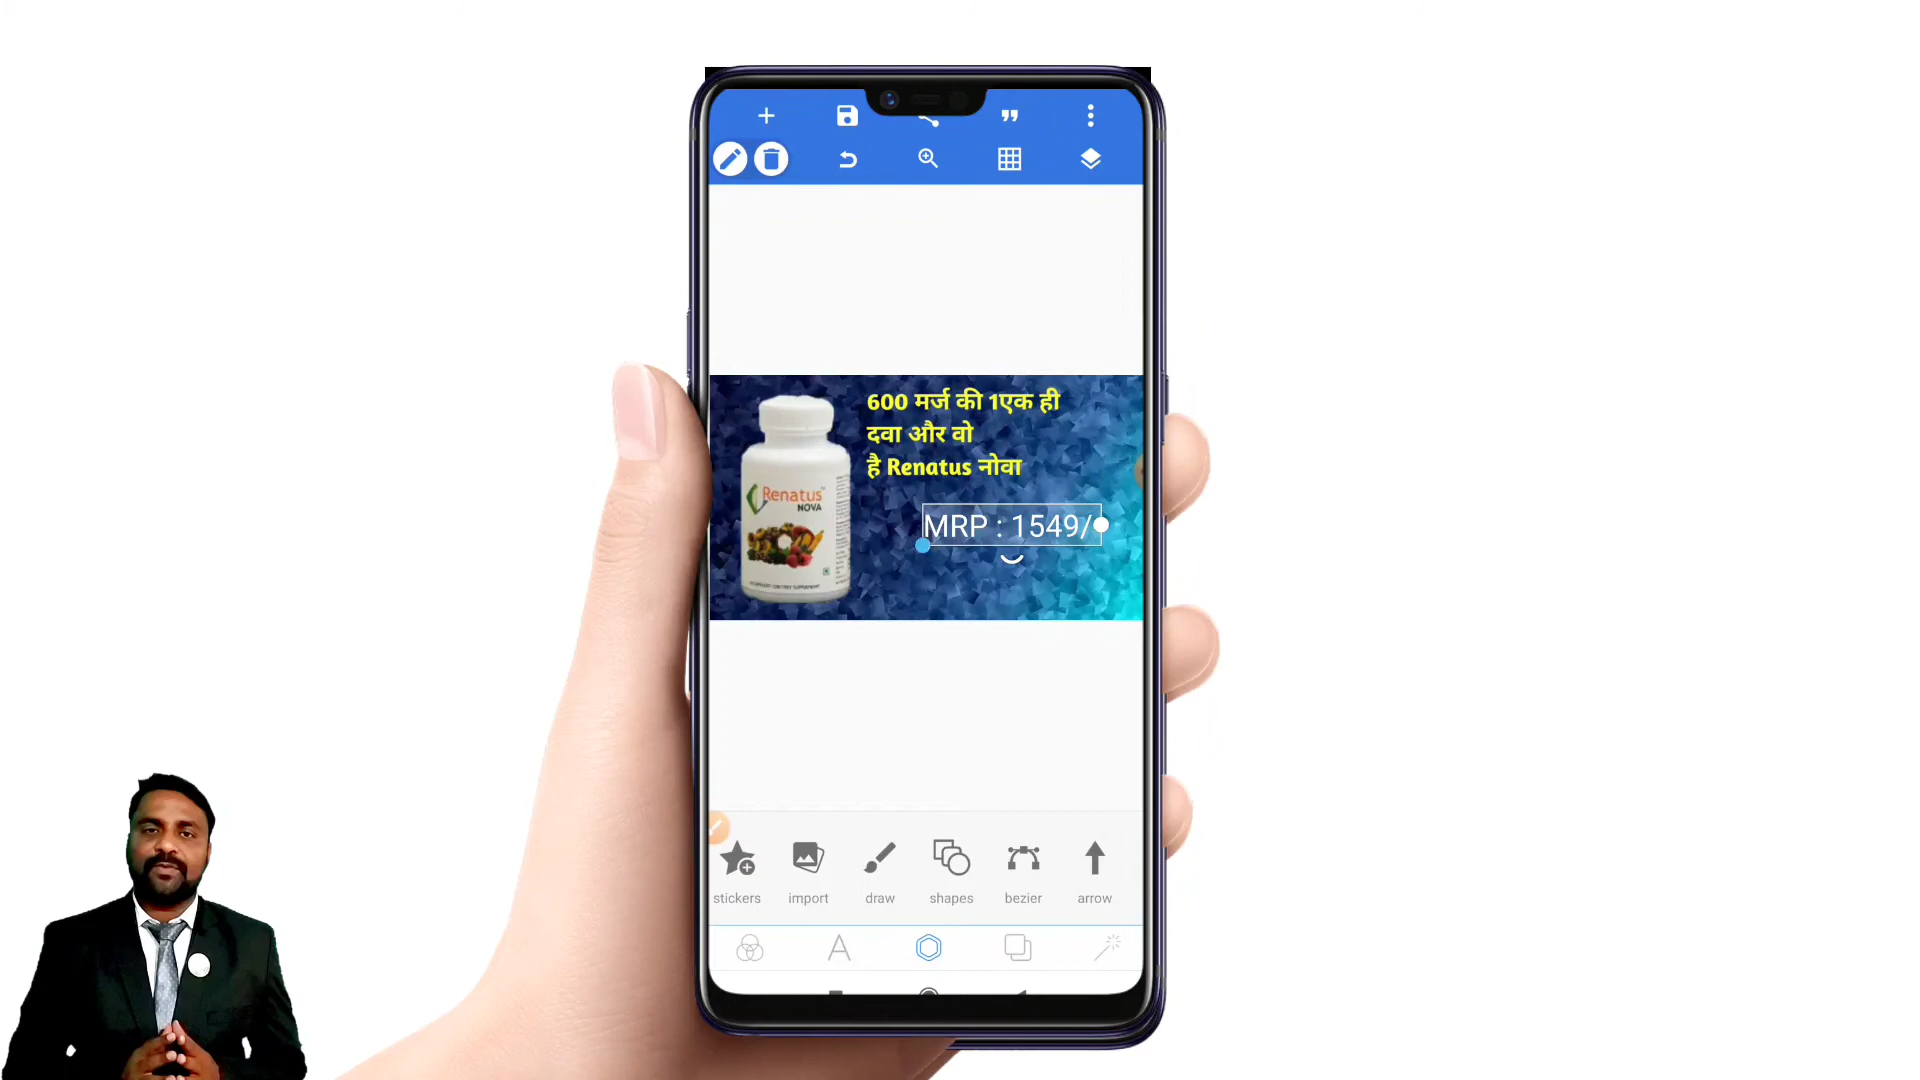 600 मर्ज की 1एक ही
दवा और वो
है Renatus नोवा
Renatus
NOVA
MRP : 1549/
stickers
import
draw
shapes
bezier
arrow